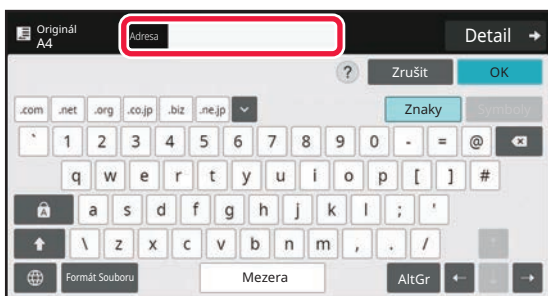 Originál
A4
Adresa
Detail →
? Zrušit OK
.com .net .org .co.jp .biz .ne.jp Znaky Symboly
` 1 2 3 4 5 6 7 8 9 0 - = @
q w e r t y u i o p [ ] #
A a s d f g h j k l ; '
\ z x c v b n m , . /
Formát Souboru Mezera AltGr ← ↓ →